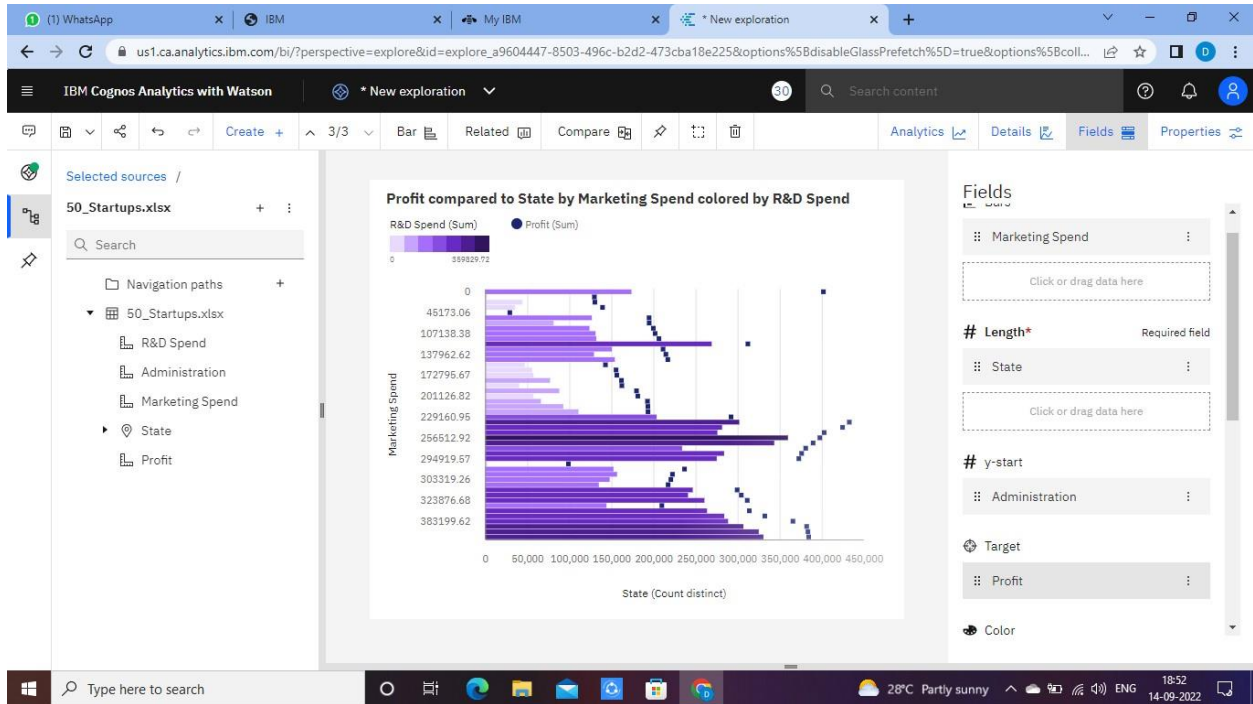 (1) WhatsApp
IBM
My IBM
* New exploration
us1.ca.analytics.ibm.com/bi/?perspective=explore&id=explore_a9604447-8503-496c-b2d2-473cba18e225&options%5BdisableGlassPrefetch%5D=true&options%5Bcoll...
D
IBM Cognos Analytics with Watson
* New exploration
30
Search content
Create +
3/3
Bar
Related
Compare
Analytics
Details
Fields
Properties
Selected sources /
50_Startups.xlsx
Search
Navigation paths
50_Startups.xlsx
R&D Spend
Administration
Marketing Spend
State
Profit
Profit compared to State by Marketing Spend colored by R&D Spend
R&D Spend (Sum)
Profit (Sum)
0
359829.72
Marketing Spend
0
45173.06
107138.38
137962.62
172795.67
201126.82
229160.95
256512.92
294919.57
303319.26
323876.68
383199.62
0 50,000 100,000 150,000 200,000 250,000 300,000 350,000 400,000 450,000
State (Count distinct)
Fields
Bars
Marketing Spend
Click or drag data here
# Length*
Required field
State
Click or drag data here
# y-start
Administration
Target
Profit
Color
Type here to search
28°C Partly sunny
ENG
18:52
14-09-2022